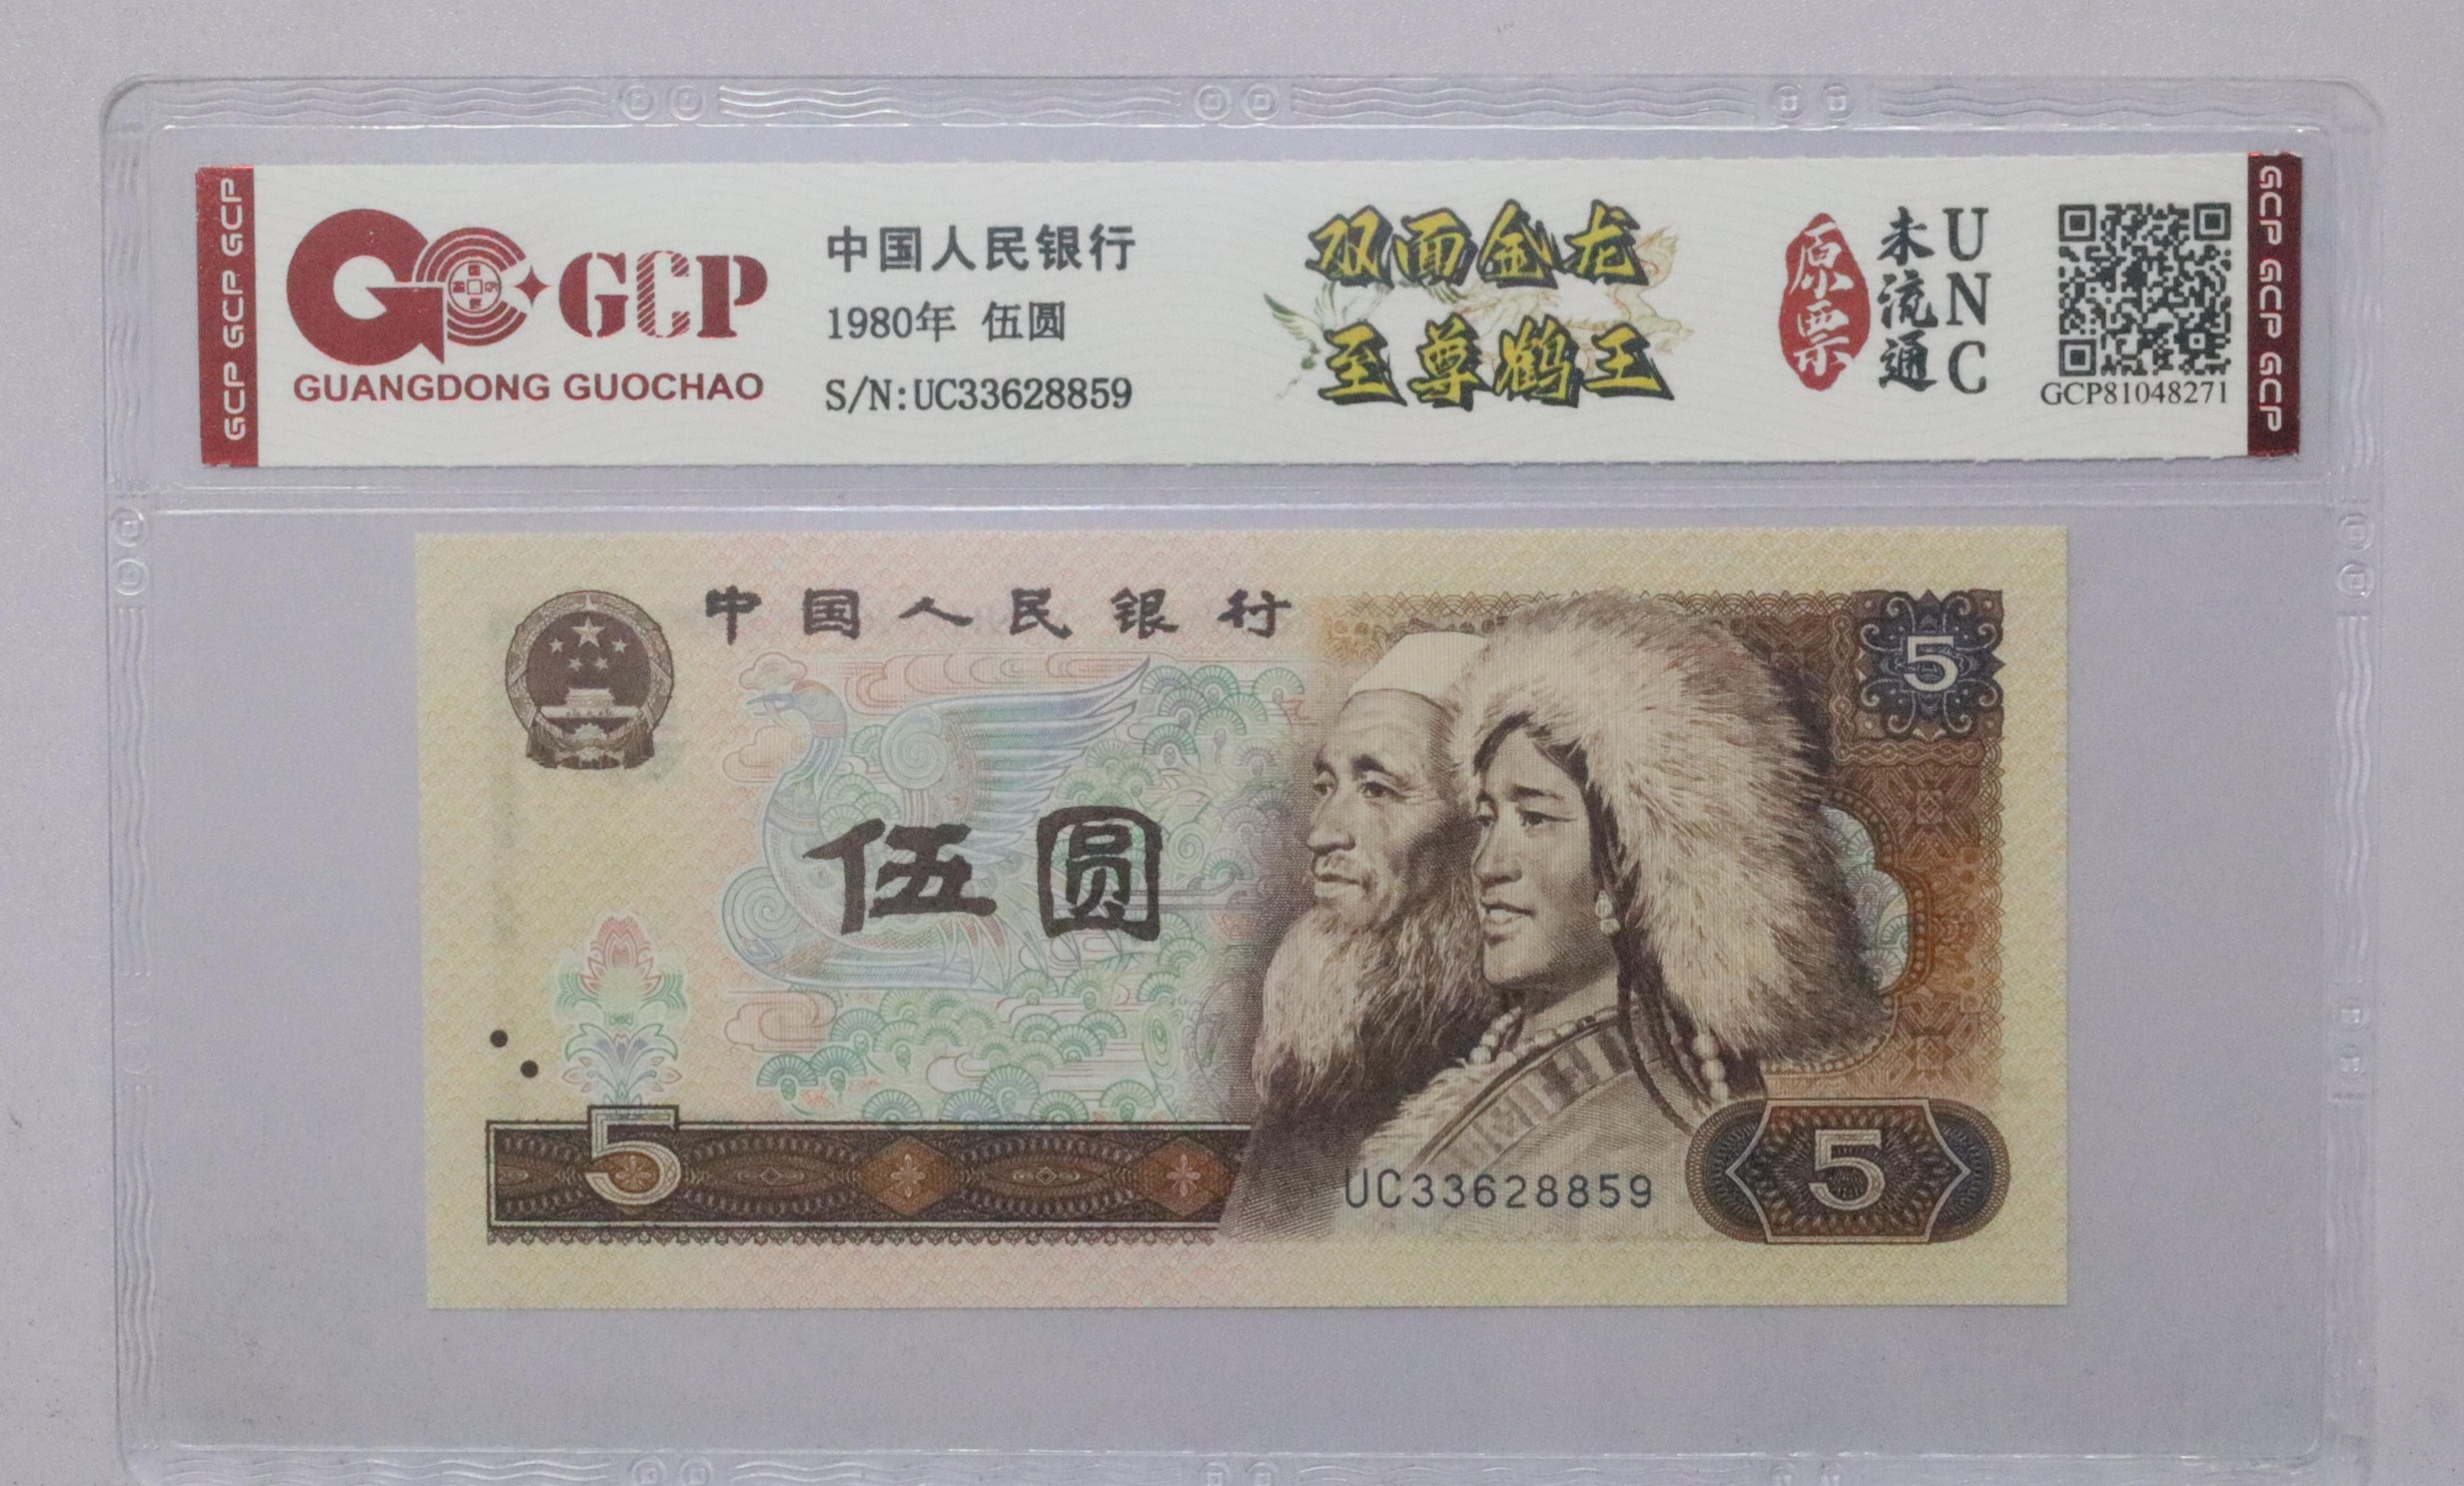 GCP GCP GCP
GCP
GUANGDONG GUOCHAO
中国人民银行
1980年 伍圆
S/N:UC33628859
双面金龙
至尊鹤王
原票
未流通
UNC
GCP81048271
GCP GCP GCP
中国人民银行
5
伍圆
5
UC33628859
5